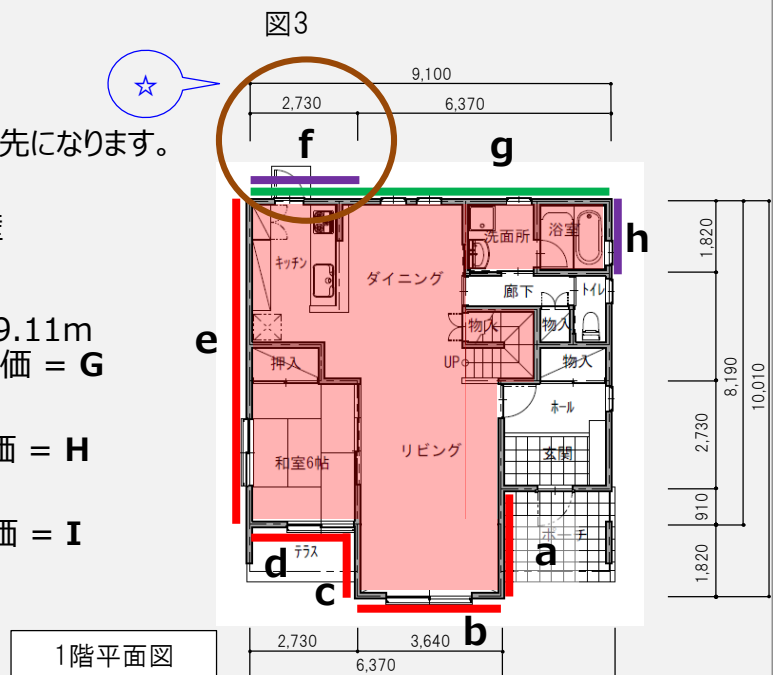 図3
☆
9,100
2,730 6,370
先になります。
f
g
h
洗面所
浴室
キッチン
ダイニング
廊下
トイレ
1,820
9.11m
価 = G
e
物入
物入
UP
押入
物入
8,190
10,010
ホール
価 = H
リビング
和室6帖
玄関
2,730
910
価 = I
テラス
ポーチ
a
d
c
1,820
b
1階平面図
2,730 3,640
6,370